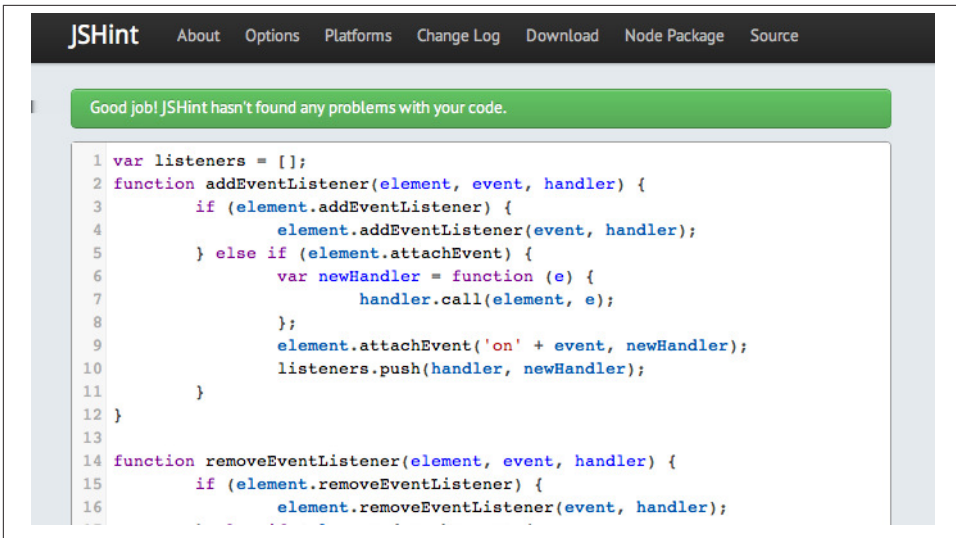 JSHint About Options Platforms Change Log Download Node Package Source
Good job! JSHint hasn't found any problems with your code.
1 var listeners = [];
2 function addEventListener(element, event, handler) {
3 if (element.addEventListener) {
4 element.addEventListener(event, handler);
5 } else if (element.attachEvent) {
6 var newHandler = function (e) {
7 handler.call(element, e);
8 };
9 element.attachEvent('on' + event, newHandler);
10 listeners.push(handler, newHandler);
11 }
12 }
13
14 function removeEventListener(element, event, handler) {
15 if (element.removeEventListener) {
16 element.removeEventListener(event, handler);